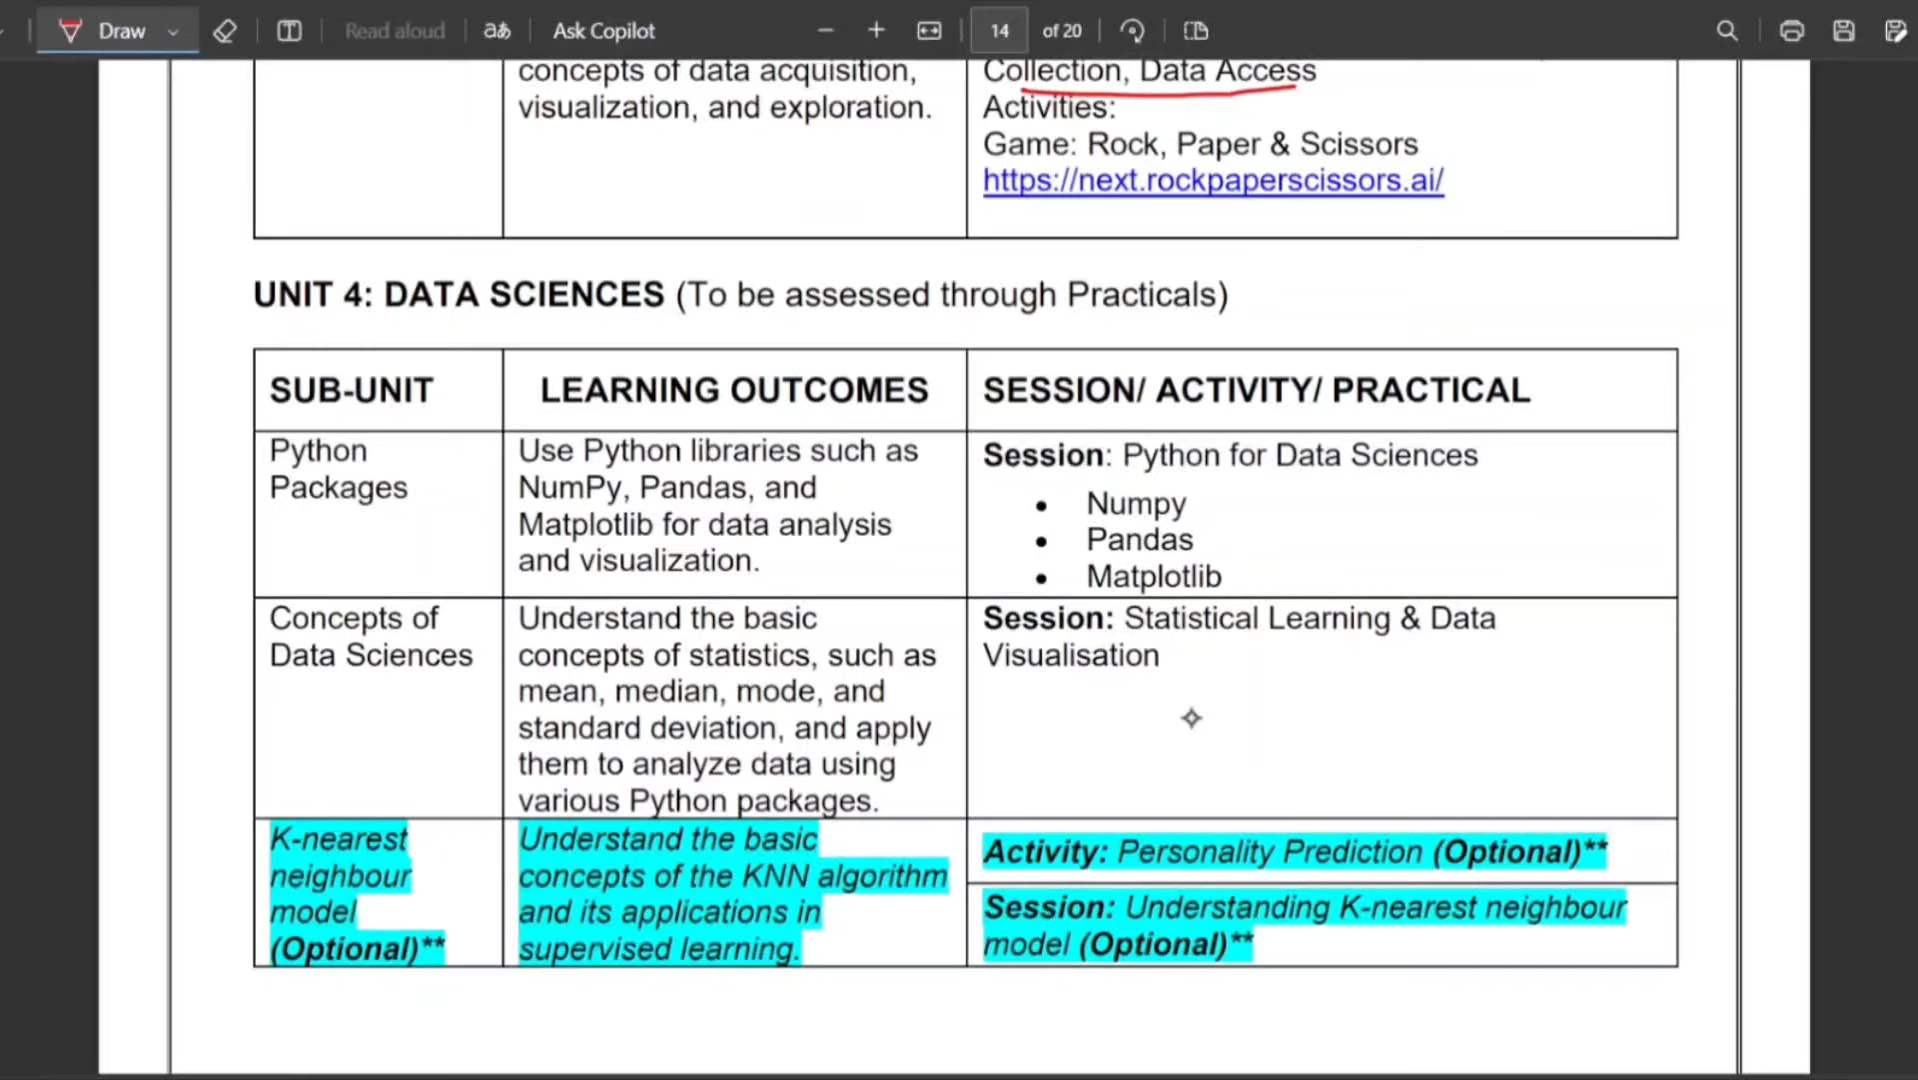 Draw
Read aloud
aあ
Ask Copilot
14 of 20
concepts of data acquisition,
visualization, and exploration.
Collection, Data Access
Activities:
Game: Rock, Paper & Scissors
https://next.rockpaperscissors.ai/
UNIT 4: DATA SCIENCES (To be assessed through Practicals)
SUB-UNIT
LEARNING OUTCOMES
SESSION/ ACTIVITY/ PRACTICAL
Python
Packages
Use Python libraries such as
NumPy, Pandas, and
Matplotlib for data analysis
and visualization.
Session: Python for Data Sciences
• Numpy
• Pandas
• Matplotlib
Concepts of
Data Sciences
Understand the basic
concepts of statistics, such as
mean, median, mode, and
standard deviation, and apply
them to analyze data using
various Python packages.
Session: Statistical Learning & Data
Visualisation
K-nearest
neighbour
model
(Optional)**
Understand the basic
concepts of the KNN algorithm
and its applications in
supervised learning.
Activity: Personality Prediction (Optional)**
Session: Understanding K-nearest neighbour
model (Optional)**